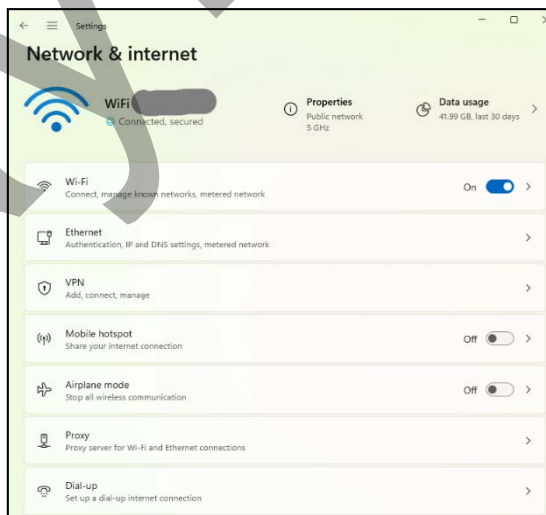 Settings
Network & internet
WiFi
Connected, secured
Properties
Public network
5 GHz
Data usage
41.99 GB, last 30 days
Wi-Fi
Connect, manage known networks, metered network
On
Ethernet
Authentication, IP and DNS settings, metered network
VPN
Add, connect, manage
Mobile hotspot
Share your internet connection
Off
Airplane mode
Stop all wireless communication
Off
Proxy
Proxy server for Wi-Fi and Ethernet connections
Dial-up
Set up a dial-up internet connection